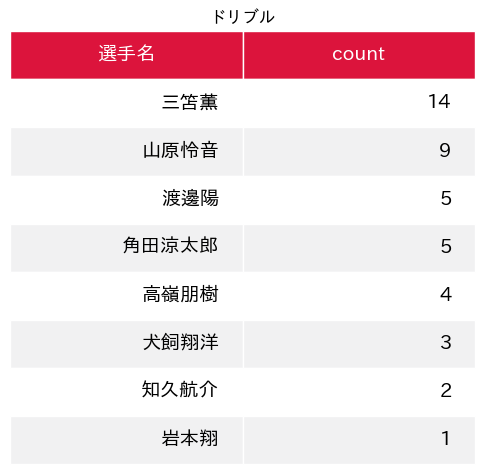 ドリブル
選手名 count
三笘薫 14
山原怜音 9
渡邊陽 5
角田涼太郎 5
高嶺朋樹 4
犬飼翔洋 3
知久航介 2
岩本翔 1